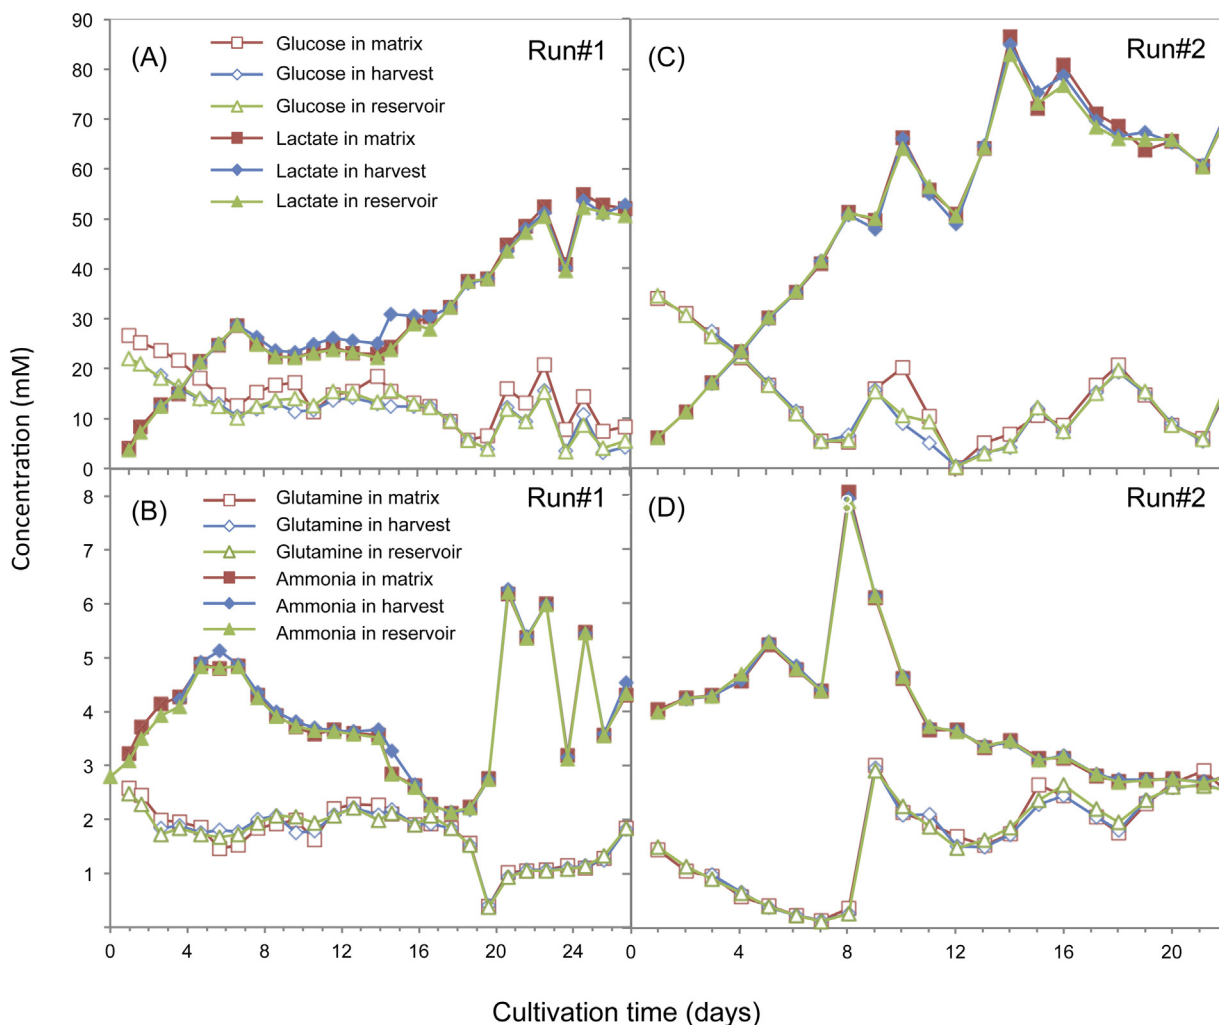 (A)
Run#1
Glucose in matrix
Glucose in harvest
Glucose in reservoir
Lactate in matrix
Lactate in harvest
Lactate in reservoir
90
80
70
60
50
40
30
20
10
0
(C)
Run#2
Concentration (mM)
(B)
Run#1
Glutamine in matrix
Glutamine in harvest
Glutamine in reservoir
Ammonia in matrix
Ammonia in harvest
Ammonia in reservoir
8
7
6
5
4
3
2
1
0 4 8 12 16 20 24
(D)
Run#2
0 4 8 12 16 20
Cultivation time (days)